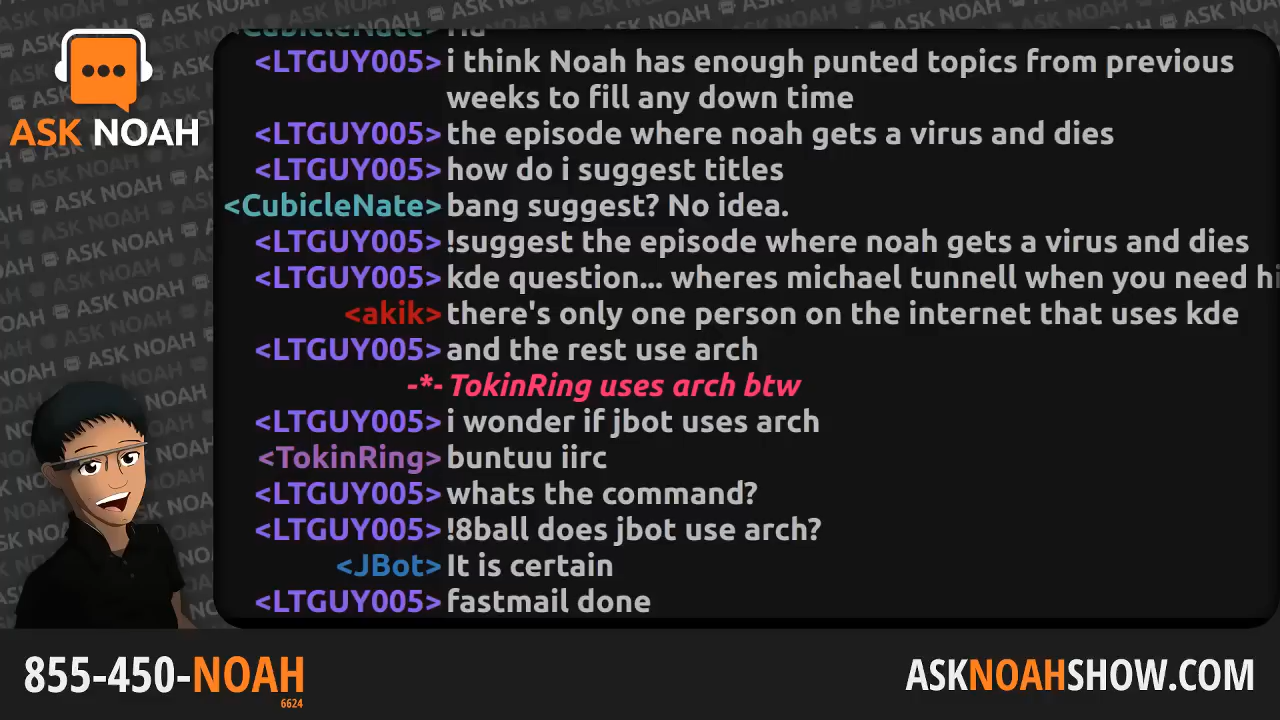 ASK NOAH
<CubicleNate> Ha
<LTGUY005> i think Noah has enough punted topics from previous
weeks to fill any down time
<LTGUY005> the episode where noah gets a virus and dies
<LTGUY005> how do i suggest titles
<CubicleNate> bang suggest? No idea.
<LTGUY005> !suggest the episode where noah gets a virus and dies
<LTGUY005> kde question... wheres michael tunnell when you need hi
<akik> there's only one person on the internet that uses kde
<LTGUY005> and the rest use arch
-*- TokinRing uses arch btw
<LTGUY005> i wonder if jbot uses arch
<TokinRing> buntuu iirc
<LTGUY005> whats the command?
<LTGUY005> !8ball does jbot use arch?
<JBot> It is certain
<LTGUY005> fastmail done
855-450-NOAH
6624
ASKNOAHSHOW.COM